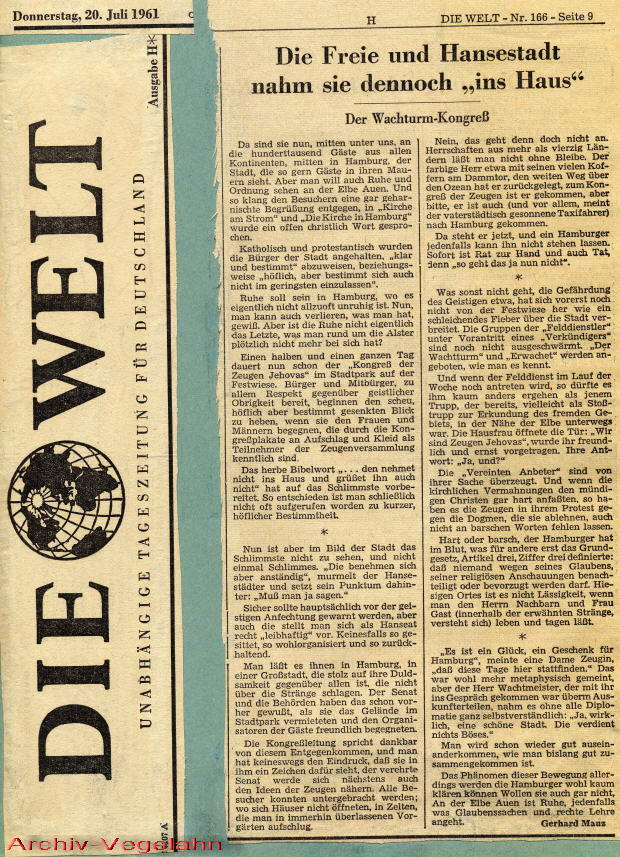 Donnerstag, 20. Juli 1961
H
DIE WELT - Nr. 166 - Seite 9
Ausgabe H*
DIE WELT
UNABHÄNGIGE TAGESZEITUNG FÜR DEUTSCHLAND
Die Freie und Hansestadt
nahm sie dennoch „ins Haus“
Der Wachturm-Kongreß
Da sind sie nun, mitten unter uns, an
die hunderttausend Gäste aus allen
Kontinenten, mitten in Hamburg, der
Stadt, die so gern Gäste in ihren Mau-
ern sieht. Aber man will auch Ruhe und
Ordnung sehen an der Elbe Auen. Und
so klang den Besuchern eine gar gehar-
nischte Begrüßung entgegen, in „Kirche
am Strom“ und „Die Kirche in Hamburg“
wurde ein offen christlich Wort gespro-
chen.
Katholisch und protestantisch wurden
die Bürger der Stadt angehalten, „klar
und bestimmt“ abzuweisen, beziehungs-
weise „höflich, aber bestimmt sich auch
nicht im geringsten einzulassen“.
Ruhe soll sein in Hamburg, wo es
eigentlich nicht allzuoft unruhig ist. Nun,
man kann auch verlieren, was man hat,
gewiß. Aber ist die Ruhe nicht eigentlich
das Letzte, was man rund um die Alster
plötzlich nicht mehr bei sich hat?
Einen halben und einen ganzen Tag
dauert nun schon der „Kongreß der
Zeugen Jehovas“ im Stadtpark auf der
Festwiese. Bürger und Mitbürger, zu
allem Respekt gegenüber geistlicher
Obrigkeit bereit, beginnen den scheu,
höflich aber bestimmt gesenkten Blick
zu heben, wenn sie den Frauen und
Männern begegnen, die durch die Kon-
greßplakate an Aufschlag und Kleid als
Teilnehmer der Zeugenversammlung
kenntlich sind.
Das herbe Bibelwort „. . . den nehmet
nicht ins Haus und grüßet ihn auch
nicht“ hat auf das Schlimmste vorbe-
reitet. So entschieden ist man schließlich
nicht oft aufgerufen worden zu kurzer,
höflicher Bestimmtheit.
*
Nun ist aber im Bild der Stadt das
Schlimmste nicht zu sehen, und nicht
einmal Schlimmes. „Die benehmen sich
aber anständig“, murmelt der Hanse-
städter und setzt sein Punktum dahin-
ter: „Muß man ja sagen.“
Sicher sollte hauptsächlich vor der gei-
stigen Anfechtung gewarnt werden, aber
auch die stellt man sich als Hanseat
recht „leibhaftig“ vor. Keinesfalls so ge-
sittet, so wohlorganisiert und so zurück-
haltend.
Man läßt es ihnen in Hamburg, in
einer Großstadt, die stolz auf ihre Duld-
samkeit gegenüber allen ist, die nicht
über die Stränge schlagen. Der Senat
und die Behörden haben das schon vor-
her gewußt, als sie das Gelände im
Stadtpark vermieteten und den Organi-
satoren der Gäste freundlich begegneten.
Die Kongreßleitung spricht dankbar
von diesem Entgegenkommen, und man
hat keineswegs den Eindruck, daß sie in
ihm ein Zeichen dafür sieht, der verehrte
Senat werde sich nächstens auch
den Ideen der Zeugen nähern. Alle Be-
sucher konnten untergebracht werden;
wo sich Häuser nicht öffneten, in Zelten,
die man in immerhin überlassenen Vor-
gärten aufschlug.
Nein, das geht denn doch nicht an.
Herrschaften aus mehr als vierzig Län-
dern läßt man nicht ohne Bleibe. Der
farbige Herr etwa mit seinen vielen Kof-
fern am Dammtor, den weiten Weg über
den Ozean hat er zurückgelegt, zum Kon-
greß der Zeugen ist er gekommen, aber
bitte, er ist auch (und vor allem, meint
der vaterstädtisch gesonnene Taxifahrer)
nach Hamburg gekommen.
Da steht er jetzt, und ein Hamburger
jedenfalls kann ihn nicht stehen lassen.
Sofort ist Rat zur Hand und auch Tat,
denn „so geht das ja nun nicht“.
*
Was sonst nicht geht, die Gefährdung
des Geistigen etwa, hat sich vorerst noch
nicht von der Festwiese her wie ein
schleichendes Fieber über die Stadt ver-
breitet. Die Gruppen der „Felddienstler“
unter Vorantritt eines „Verkündigers“
sind noch nicht ausgeschwärmt. „Der
Wachtturm“ und „Erwachet“ werden an-
geboten, wie man es kennt.
Und wenn der Felddienst im Lauf der
Woche noch antreten wird, so dürfte es
ihm kaum anders ergehen als jenem
Trupp, der bereits, vielleicht als Stoß-
trupp zur Erkundung des fremden Ge-
biets, in der Nähe der Elbe unterwegs
war. Die Hausfrau öffnete die Tür: „Wir
sind Zeugen Jehovas“, wurde ihr freund-
lich und ernst vorgetragen. Ihre Ant-
wort: „Ja, und?“
Die „Vereinten Anbeter“ sind von
ihrer Sache überzeugt. Und wenn die
kirchlichen Vermahnungen den mündi-
gen Christen gar hart anfaßten, so ha-
ben es die Zeugen in ihrem Protest ge-
gen die Dogmen, die sie ablehnen, auch
nicht an barschen Worten fehlen lassen.
Hart oder barsch, der Hamburger hat
im Blut, was für andere erst das Grund-
gesetz, Artikel drei, Ziffer drei definierte:
daß niemand wegen seines Glaubens,
seiner religiösen Anschauungen benach-
teiligt oder bevorzugt werden darf. Hie-
sigen Ortes ist es nicht Lässigkeit, wenn
man den Herrn Nachbarn und Frau
Gast (innerhalb der erwähnten Stränge,
versteht sich) leben und tagen läßt.
*
„Es ist ein Glück, ein Geschenk für
Hamburg“, meinte eine Dame Zeugin,
„daß diese Tage hier stattfinden.“ Das
war wohl mehr metaphysisch gemeint,
aber der Herr Wachtmeister, der mit ihr
ins Gespräch gekommen war überm Aus-
kunfterteilen, nahm es ohne alle Diplo-
matie ganz selbstverständlich: „Ja, wirk-
lich, eine schöne Stadt. Die verdient
nichts Böses.“
Man wird schon wieder gut ausein-
anderkommen, wie man bislang gut zu-
sammengekommen ist.
Das Phänomen dieser Bewegung aller-
dings werden die Hamburger wohl kaum
klären können Wollen sie auch gar nicht.
An der Elbe Auen ist Ruhe, jedenfalls
was Glaubenssachen und rechte Lehre
angeht.
Gerhard Mauz
Archiv-Vegelahn